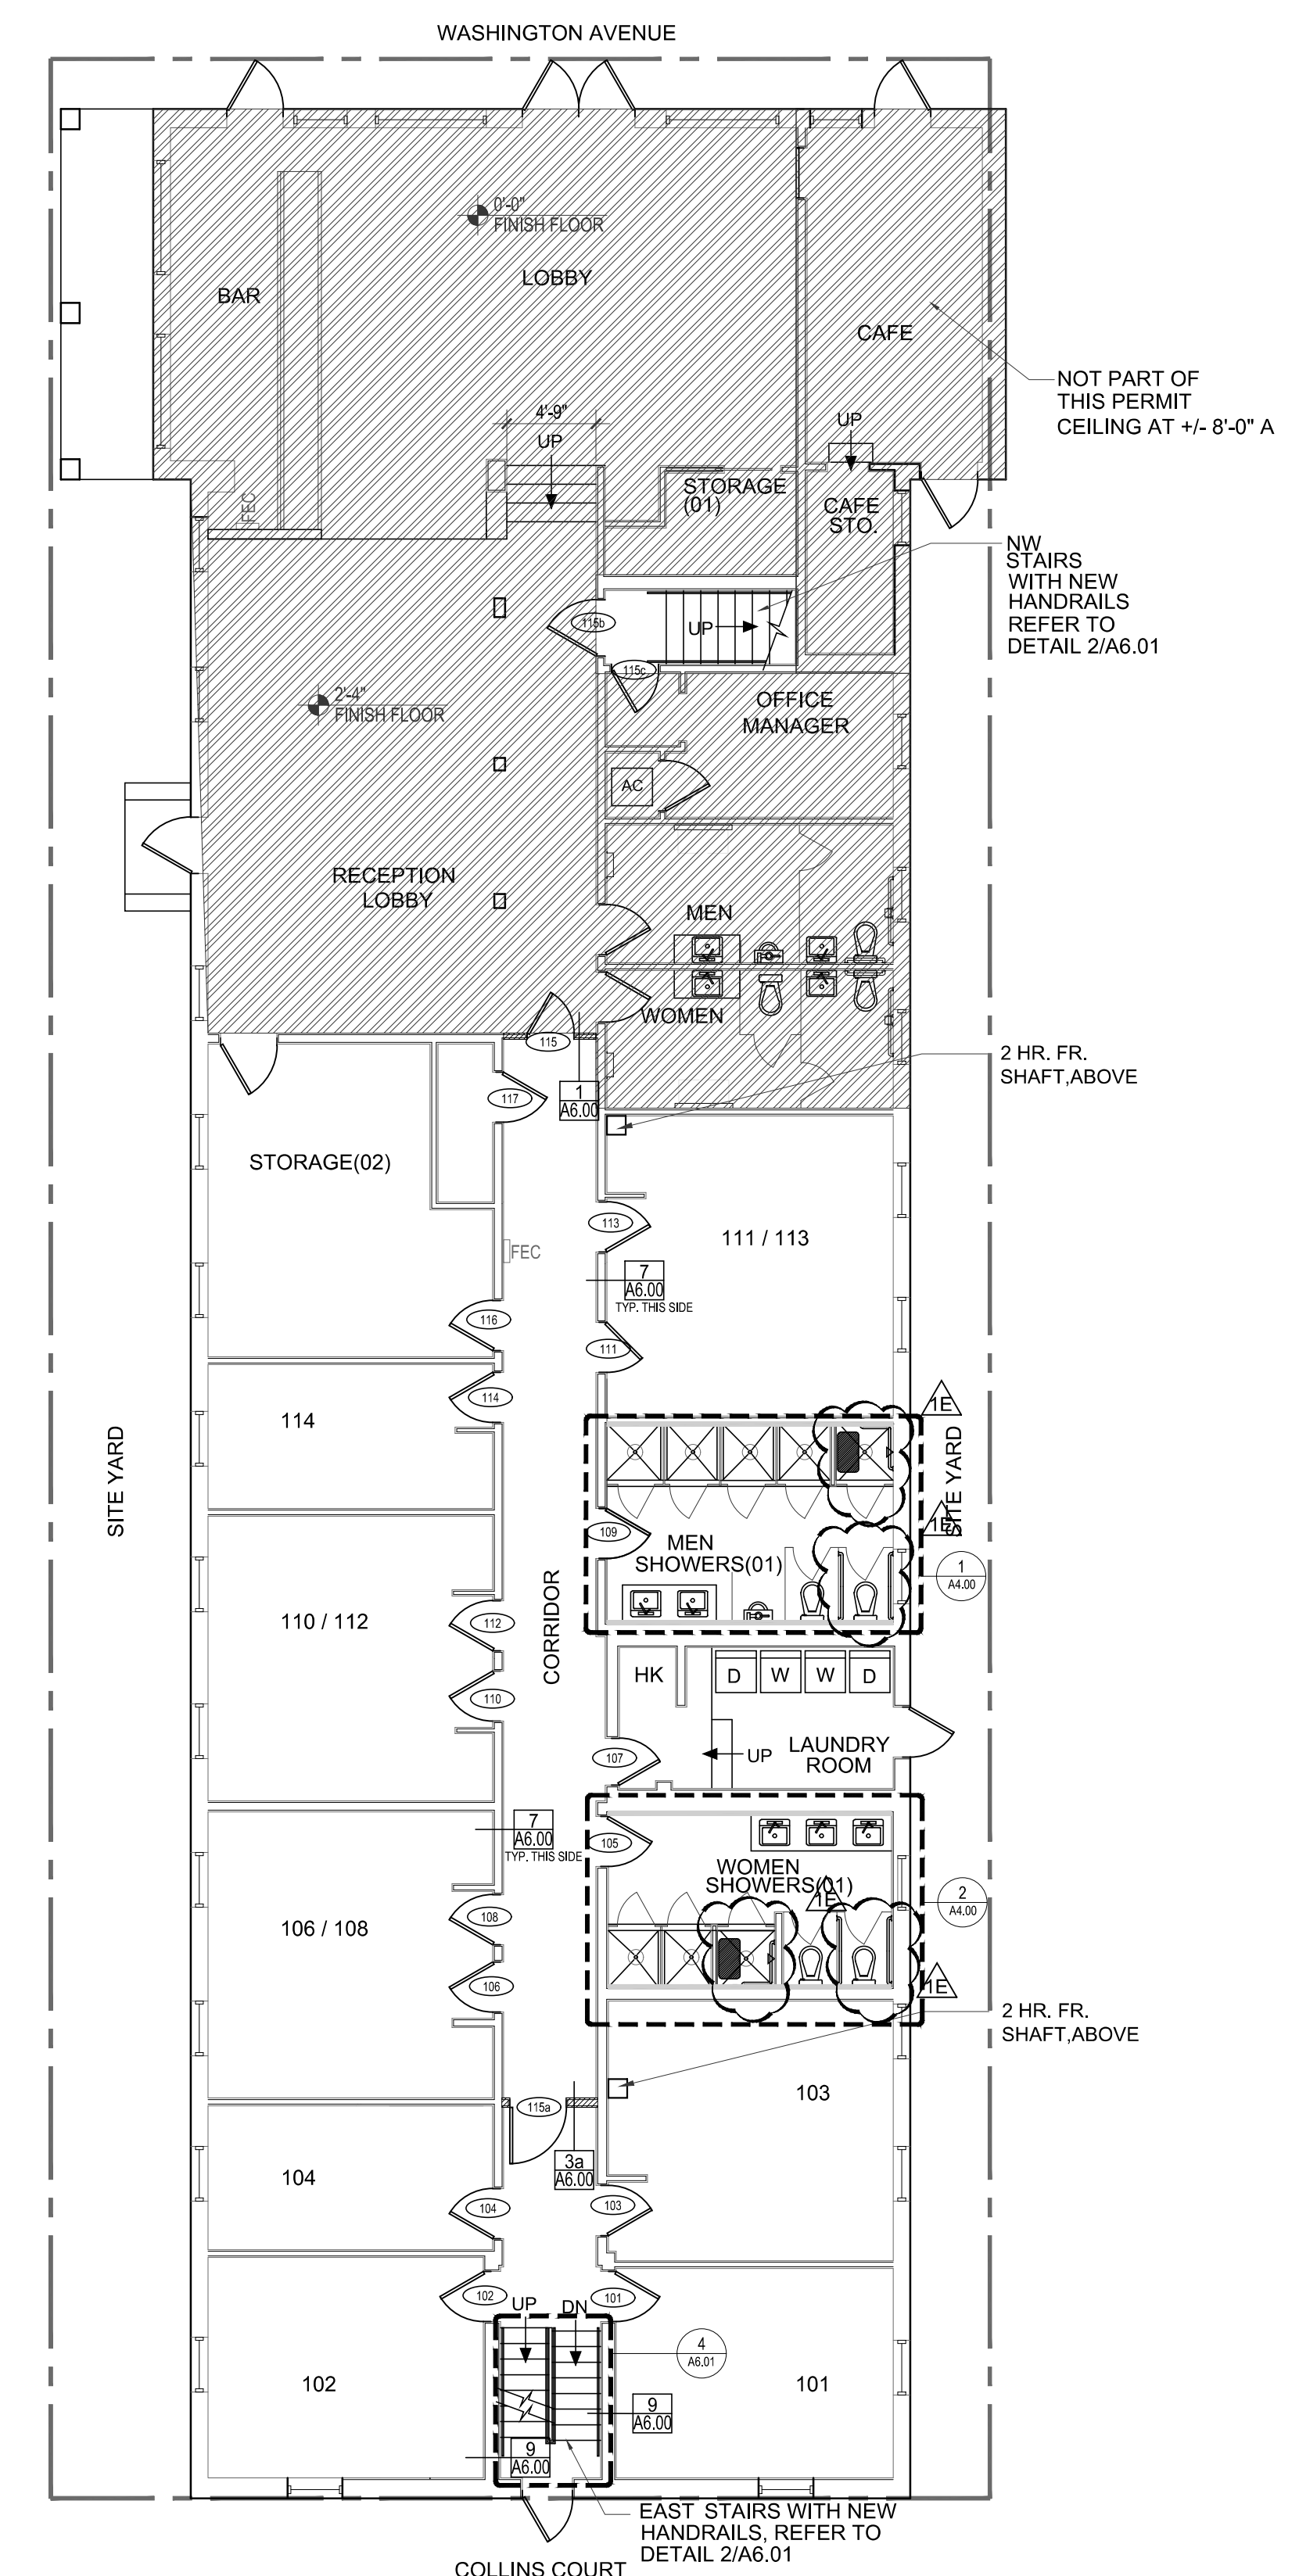 WASHINGTON AVENUE
0'-0"
FINISH FLOOR
LOBBY
BAR
CAFE
NOT PART OF
THIS PERMIT
CEILING AT +/- 8'-0" A
4'-9"
UP
UP
FEC
STORAGE
(01)
CAFE
STO.
NW
STAIRS
WITH NEW
HANDRAILS
REFER TO
DETAIL 2/A6.01
115b
UP
115c
2'-4"
FINISH FLOOR
OFFICE
MANAGER
AC
RECEPTION
LOBBY
MEN
WOMEN
115
2 HR. FR.
SHAFT,ABOVE
117
1
A6.00
STORAGE(02)
113
111 / 113
FEC
7
A6.00
TYP. THIS SIDE
116
111
114
114
1E
SITE YARD
SITE YARD
1E
109
MEN
SHOWERS(01)
1
A4.00
110 / 112
112
CORRIDOR
HK
D
W
W
D
110
LAUNDRY
ROOM
107
UP
7
A6.00
TYP. THIS SIDE
105
WOMEN
SHOWERS(01)
1E
2
A4.00
106 / 108
108
106
1E
2 HR. FR.
SHAFT,ABOVE
103
115a
3a
A6.00
104
104
103
102
101
UP
DN
4
A6.01
102
101
9
A6.00
9
A6.00
EAST STAIRS WITH NEW
HANDRAILS, REFER TO
DETAIL 2/A6.01
COLLINS COURT